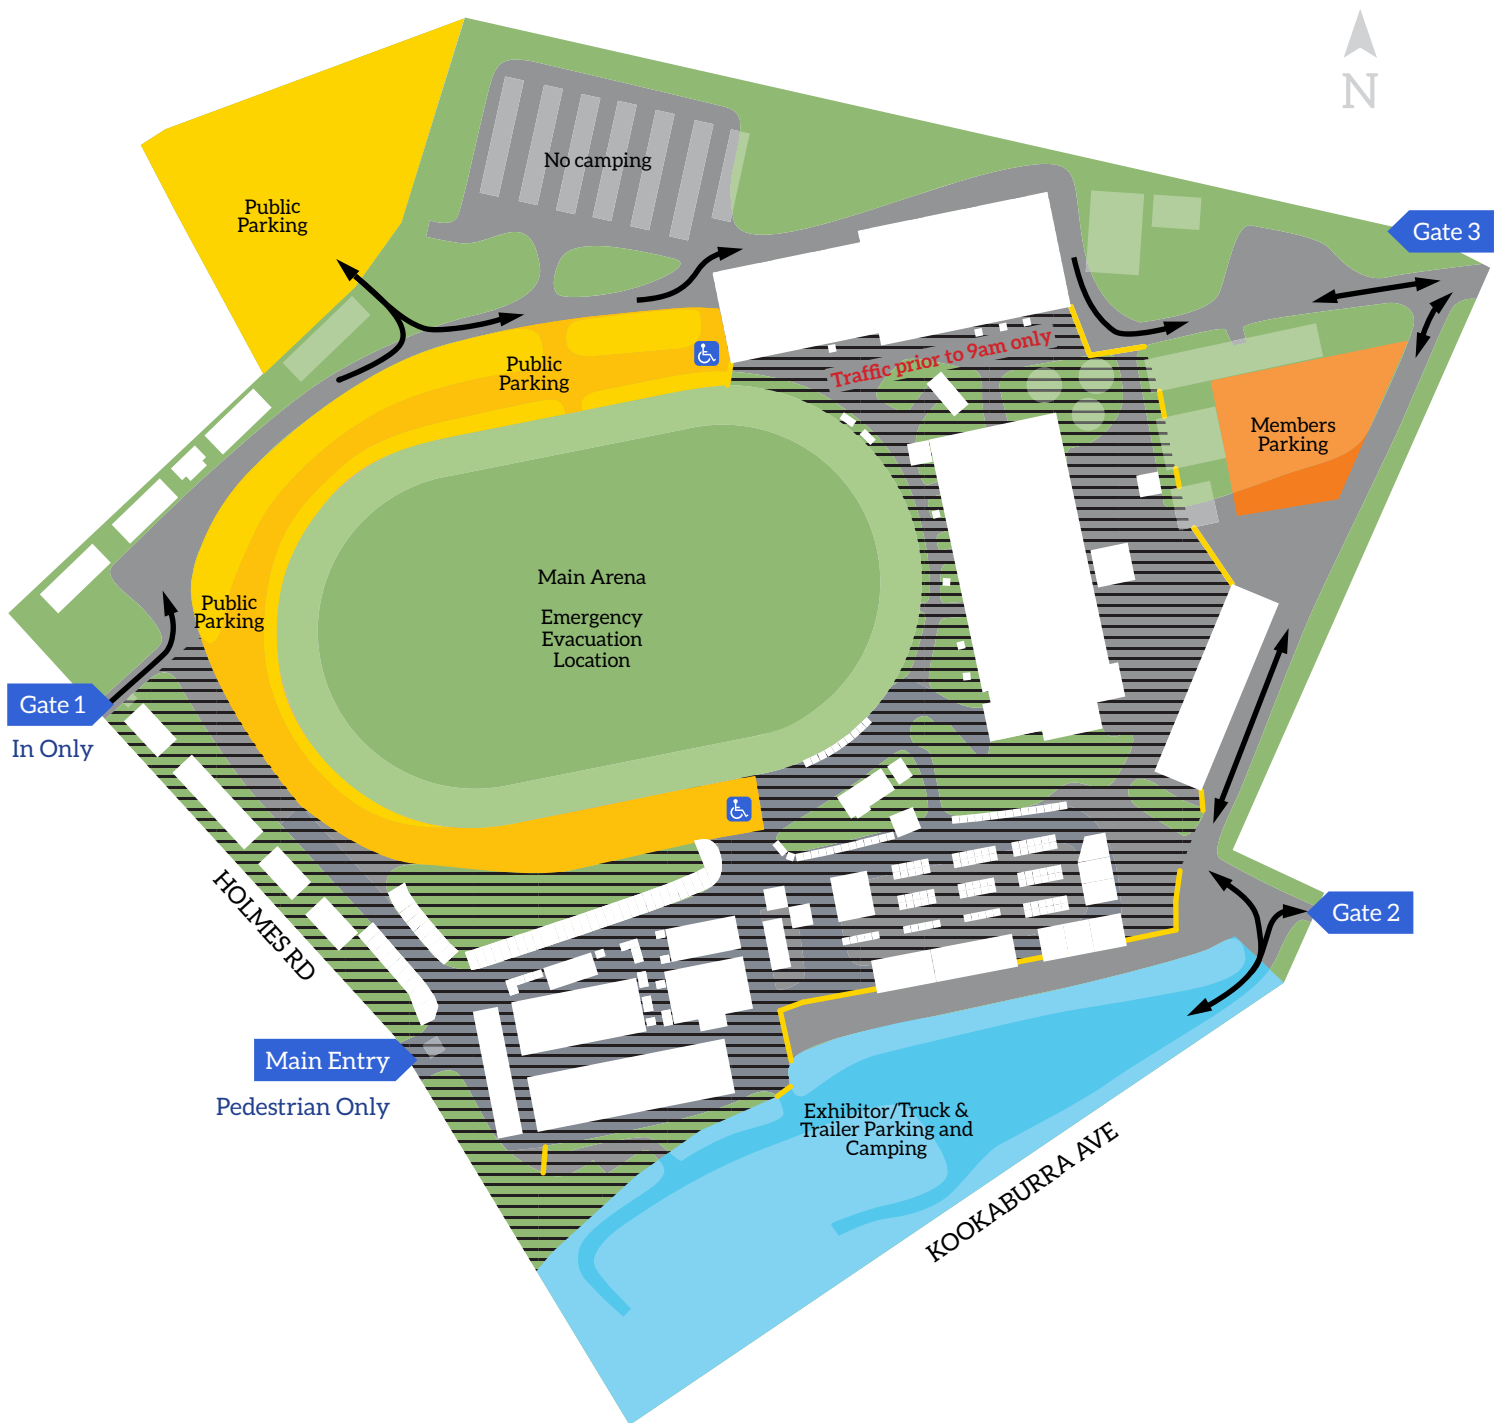 N
No camping
Public
Parking
Gate 3
Public
Parking
Traffic prior to 9am only
Members
Parking
Main Arena
Emergency
Evacuation
Location
Public
Parking
Gate 1
In Only
HOLMES RD
Gate 2
Main Entry
Pedestrian Only
Exhibitor/Truck &
Trailer Parking and
Camping
KOOKABURRA AVE